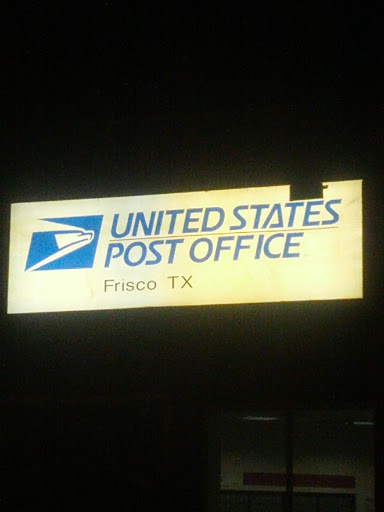 UNITED STATES
POST OFFICE
Frisco TX